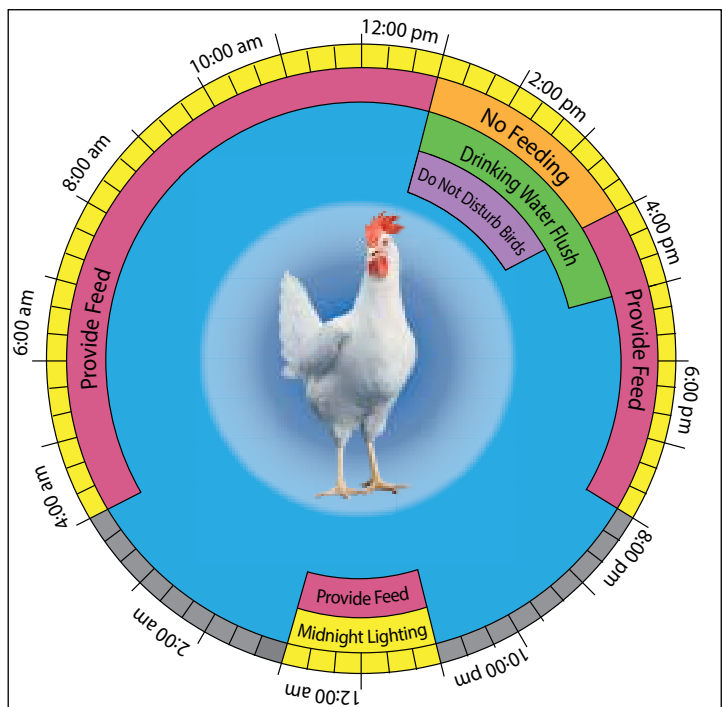 12:00 pm
2:00 pm
4:00 pm
6:00 pm
8:00 pm
10:00 pm
12:00 am
2:00 am
4:00 am
6:00 am
8:00 am
10:00 am
No Feeding
Drinking Water Flush
Do Not Disturb Birds
Provide Feed
Provide Feed
Provide Feed
Midnight Lighting